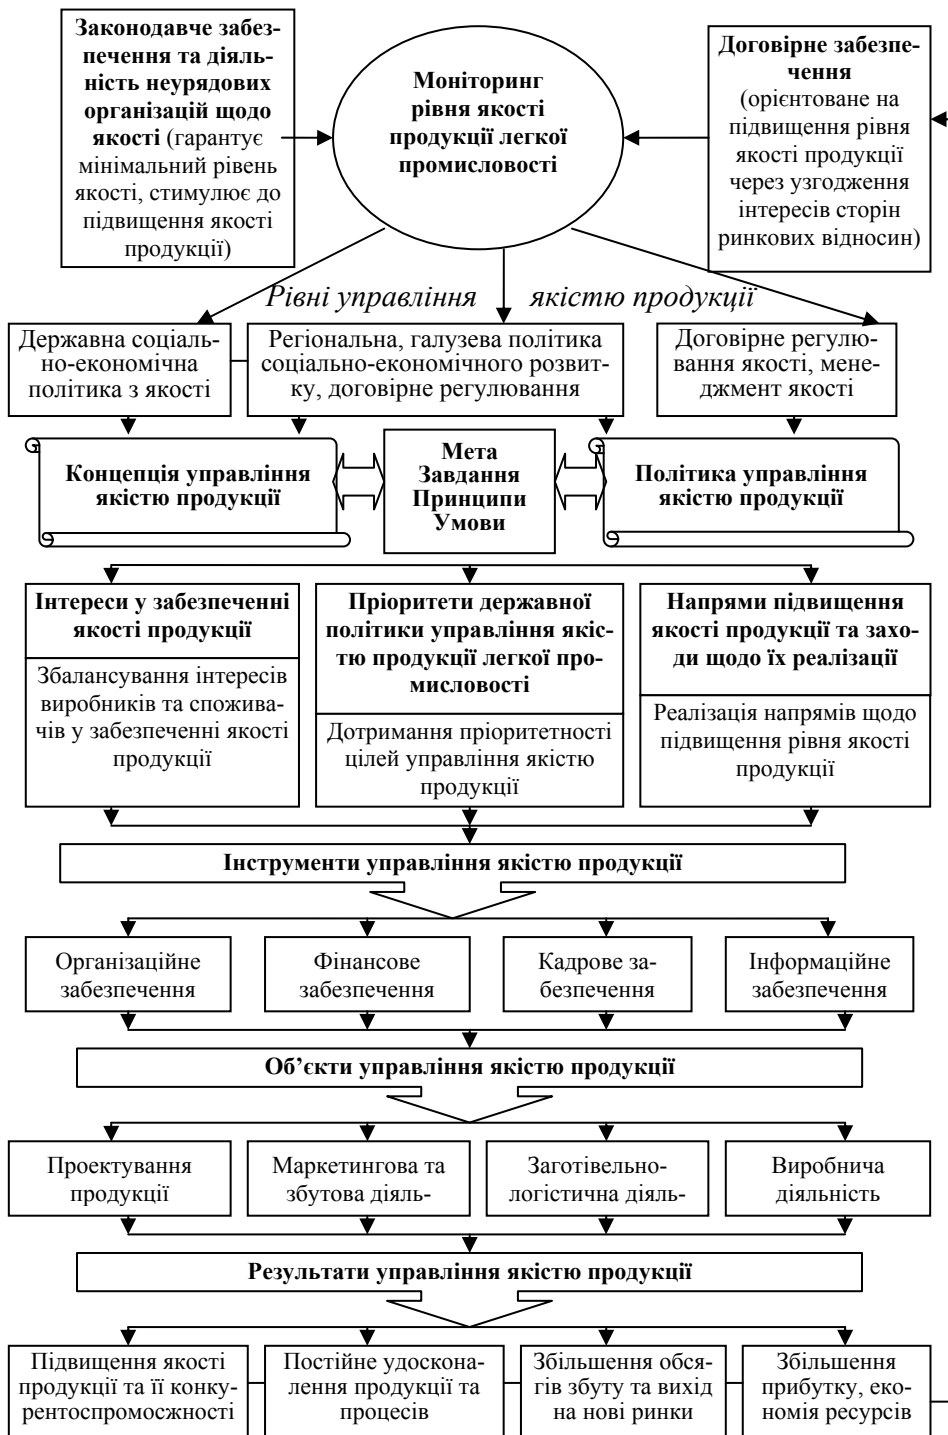 Законодавче забез-
печення та діяль-
ність неурядових
організацій щодо
якості (гарантує
мінімальний рівень
якості, стимулює до
підвищення якості
продукції)
Моніторинг
рівня якості
продукції легкої
промисловості
Договірне забезпе-
чення
(орієнтоване на
підвищення рівня
якості продукції
через узгодження
інтересів сторін
ринкових відносин)
Рівні управління якістю продукції
Державна соціаль-
но-економічна
політика з якості
Регіональна, галузева політика
соціально-економічного розвит-
ку, договірне регулювання
Договірне регулю-
вання якості, мене-
джмент якості
Концепція управління
якістю продукції
Мета
Завдання
Принципи
Умови
Політика управління
якістю продукції
Інтереси у забезпеченні
якості продукції
Збалансування інтересів
виробників та спожива-
чів у забезпеченні якості
продукції
Пріоритети державної
політики управління якіс-
тю продукції легкої про-
мисловості
Дотримання пріоритетності
цілей управління якістю
продукції
Напрями підвищення
якості продукції та захо-
ди щодо їх реалізації
Реалізація напрямів щодо
підвищення рівня якості
продукції
Інструменти управління якістю продукції
Організаційне
забезпечення
Фінансове
забезпечення
Кадрове за-
безпечення
Інформаційне
забезпечення
Об’єкти управління якістю продукції
Проектування
продукції
Маркетингова та
збутова діяль-
Заготівельно-
логістична діяль-
Виробнича
діяльність
Результати управління якістю продукції
Підвищення якості
продукції та її конку-
рентоспромосжності
Постійне удоскона-
лення продукції та
процесів
Збільшення обся-
гів збуту та вихід
на нові ринки
Збільшення
прибутку, еко-
номія ресурсів